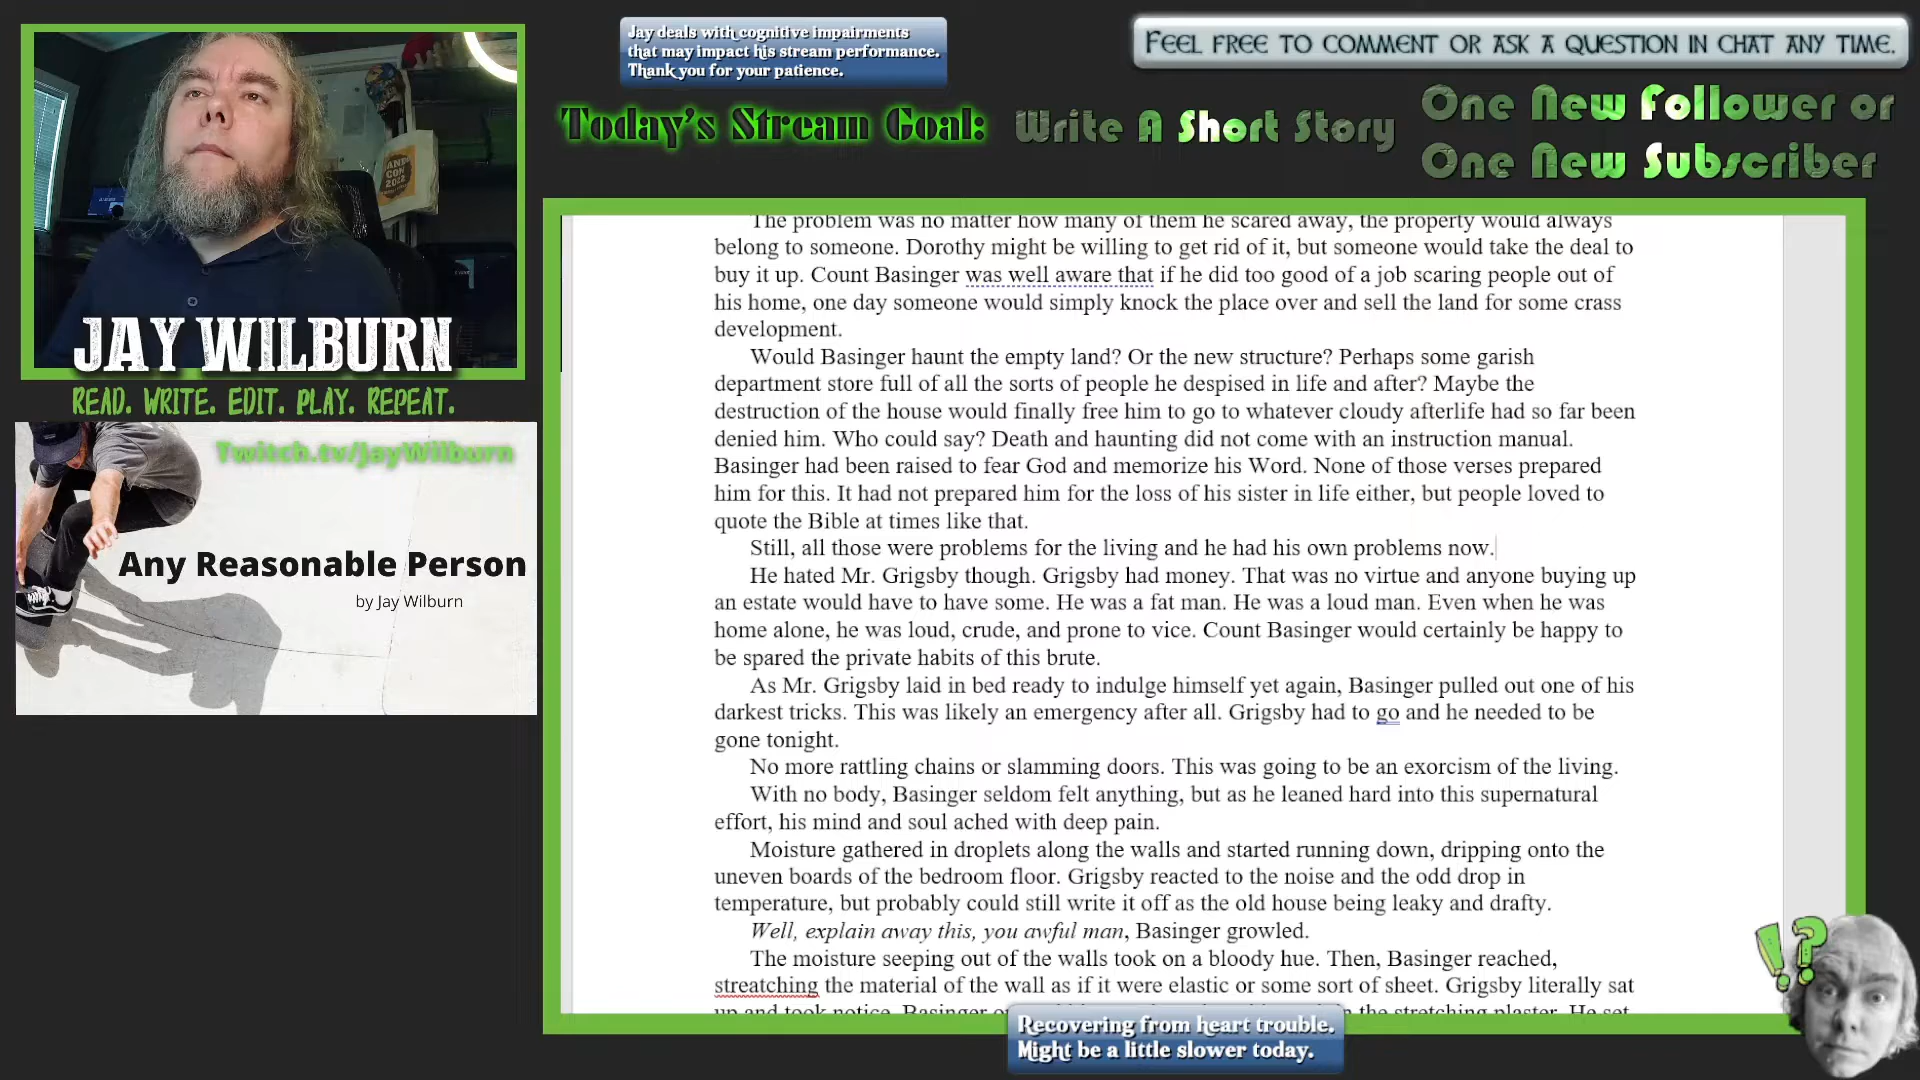 Jay deals with cognitive impairments
that may impact his stream performance.
Thank you for your patience.
FEEL FREE TO COMMENT OR ASK A QUESTION IN CHAT ANY TIME.
Today's Stream Goal:
Write A Short Story
One New Follower or
One New Subscriber
AND
CON
2022
JAY WILBURN
READ. WRITE. EDIT. PLAY. REPEAT.
Twitch.tv/JayWilburn
Any Reasonable Person
by Jay Wilburn
The problem was no matter how many of them he scared away, the property would always
belong to someone. Dorothy might be willing to get rid of it, but someone would take the deal to
buy it up. Count Basinger was well aware that if he did too good of a job scaring people out of
his home, one day someone would simply knock the place over and sell the land for some crass
development.
Would Basinger haunt the empty land? Or the new structure? Perhaps some garish
department store full of all the sorts of people he despised in life and after? Maybe the
destruction of the house would finally free him to go to whatever cloudy afterlife had so far been
denied him. Who could say? Death and haunting did not come with an instruction manual.
Basinger had been raised to fear God and memorize his Word. None of those verses prepared
him for this. It had not prepared him for the loss of his sister in life either, but people loved to
quote the Bible at times like that.
Still, all those were problems for the living and he had his own problems now.
He hated Mr. Grigsby though. Grigsby had money. That was no virtue and anyone buying up
an estate would have to have some. He was a fat man. He was a loud man. Even when he was
home alone, he was loud, crude, and prone to vice. Count Basinger would certainly be happy to
be spared the private habits of this brute.
As Mr. Grigsby laid in bed ready to indulge himself yet again, Basinger pulled out one of his
darkest tricks. This was likely an emergency after all. Grigsby had to go and he needed to be
gone tonight.
No more rattling chains or slamming doors. This was going to be an exorcism of the living.
With no body, Basinger seldom felt anything, but as he leaned hard into this supernatural
effort, his mind and soul ached with deep pain.
Moisture gathered in droplets along the walls and started running down, dripping onto the
uneven boards of the bedroom floor. Grigsby reacted to the noise and the odd drop in
temperature, but probably could still write it off as the old house being leaky and drafty.
Well, explain away this, you awful man, Basinger growled.
The moisture seeping out of the walls took on a bloody hue. Then, Basinger reached,
streatching the material of the wall as if it were elastic or some sort of sheet. Grigsby literally sat
up and took notice. Basinger the stretching plaster. He set
!?
Recovering from heart trouble.
Might be a little slower today.